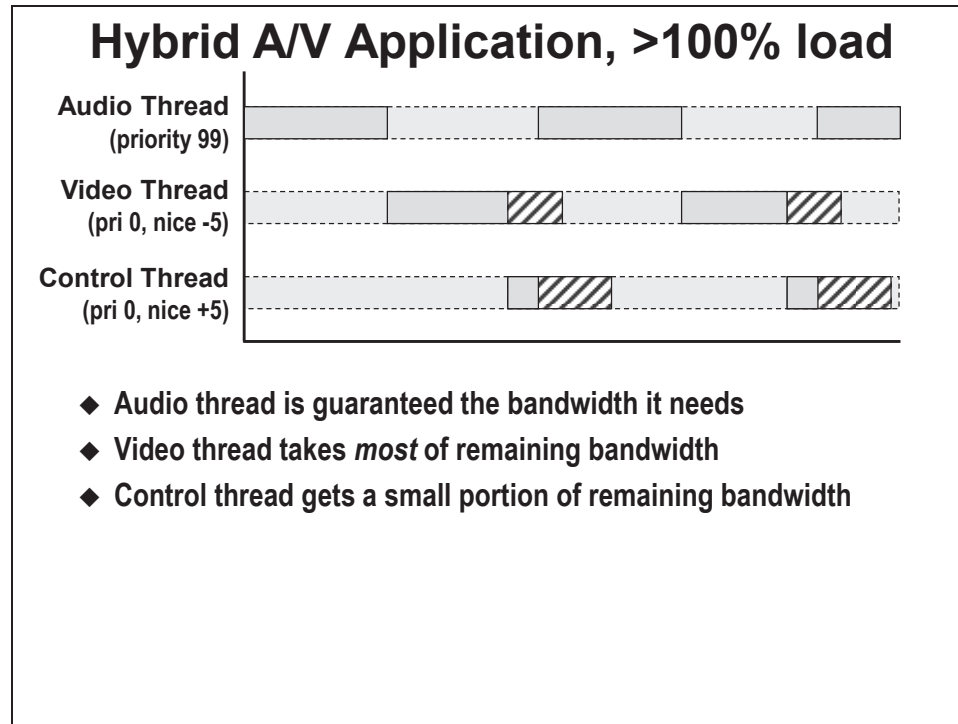 Hybrid A/V Application, >100% load
Audio Thread
(priority 99)
Video Thread
(pri 0, nice -5)
Control Thread
(pri 0, nice +5)
◆ Audio thread is guaranteed the bandwidth it needs
◆ Video thread takes most of remaining bandwidth
◆ Control thread gets a small portion of remaining bandwidth